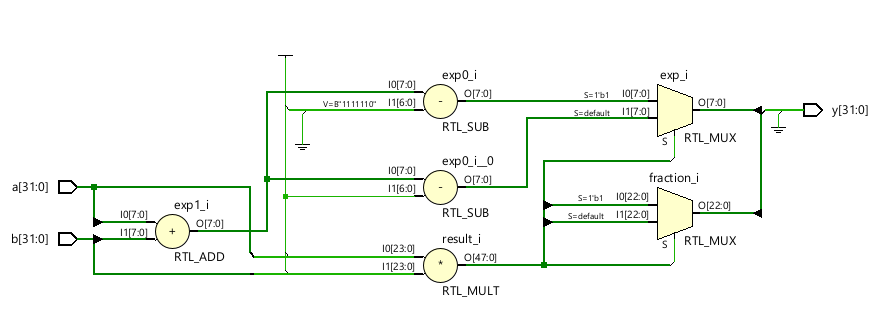 exp0_i
exp_i
I0[7:0]
O[7:0]
V=B"1111110"
I1[6:0]
-
RTL_SUB
S=1'b1
I0[7:0]
S=default
I1[7:0]
O[7:0]
y[31:0]
S
RTL_MUX
exp0_i__0
I0[7:0]
O[7:0]
I1[6:0]
-
RTL_SUB
fraction_i
S=1'b1
I0[22:0]
S=default
I1[22:0]
O[22:0]
S
RTL_MUX
a[31:0]
b[31:0]
exp1_i
I0[7:0]
I1[7:0]
+
O[7:0]
RTL_ADD
result_i
I0[23:0]
O[47:0]
I1[23:0]
*
RTL_MULT